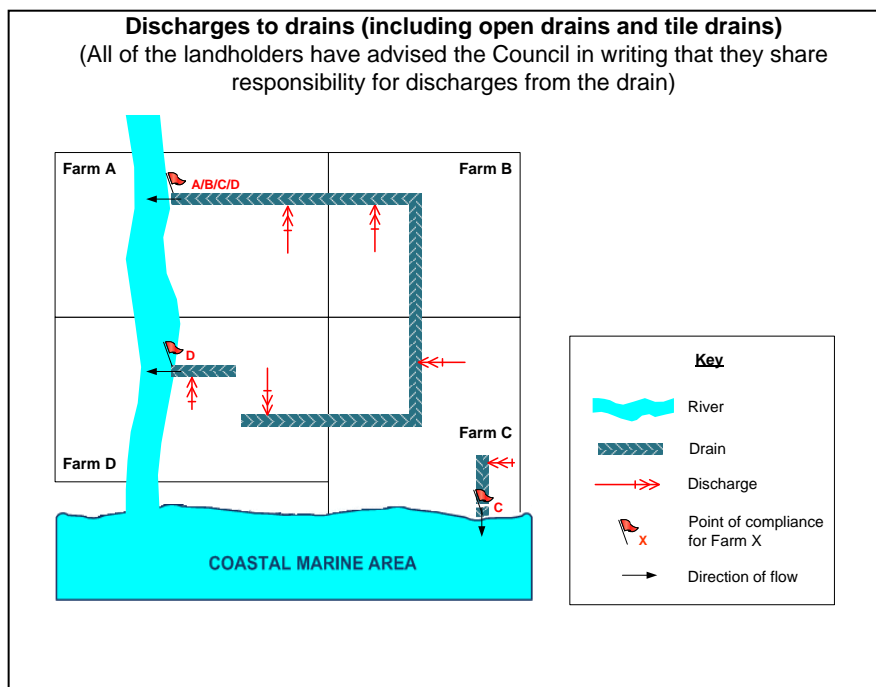 Discharges to drains (including open drains and tile drains)
(All of the landholders have advised the Council in writing that they share
responsibility for discharges from the drain)
Farm A
A/B/C/D
Farm B
D
Farm C
Farm D
C
COASTAL MARINE AREA
Key
River
Drain
Discharge
X
Point of compliance
for Farm X
Direction of flow